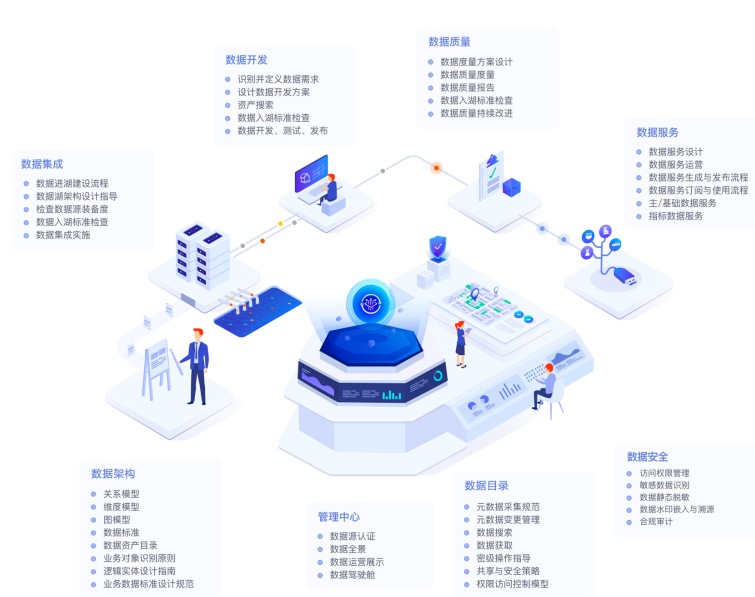 数据质量
数据度量方案设计
数据质量度量
数据质量报告
数据入湖标准检查
数据质量持续改进
数据开发
识别并定义数据需求
设计数据开发方案
资产搜索
数据入湖标准检查
数据开发、测试、发布
数据服务
数据服务设计
数据服务运营
数据服务生成与发布流程
数据服务订阅与使用流程
主/基础数据服务
指标数据服务
数据集成
数据进湖建设流程
数据湖架构设计指导
检查数据源装备度
数据入湖标准检查
数据集成实施
数据架构
关系模型
维度模型
图模型
数据标准
数据资产目录
业务对象识别原则
逻辑实体设计指南
业务数据标准设计规范
管理中心
数据源认证
数据全景
数据运营展示
数据驾驶舱
数据目录
元数据采集规范
元数据变更管理
数据搜索
数据获取
密级操作指导
共享与安全策略
权限访问控制模型
数据安全
访问权限管理
敏感数据识别
数据静态脱敏
数据水印嵌入与溯源
合规审计